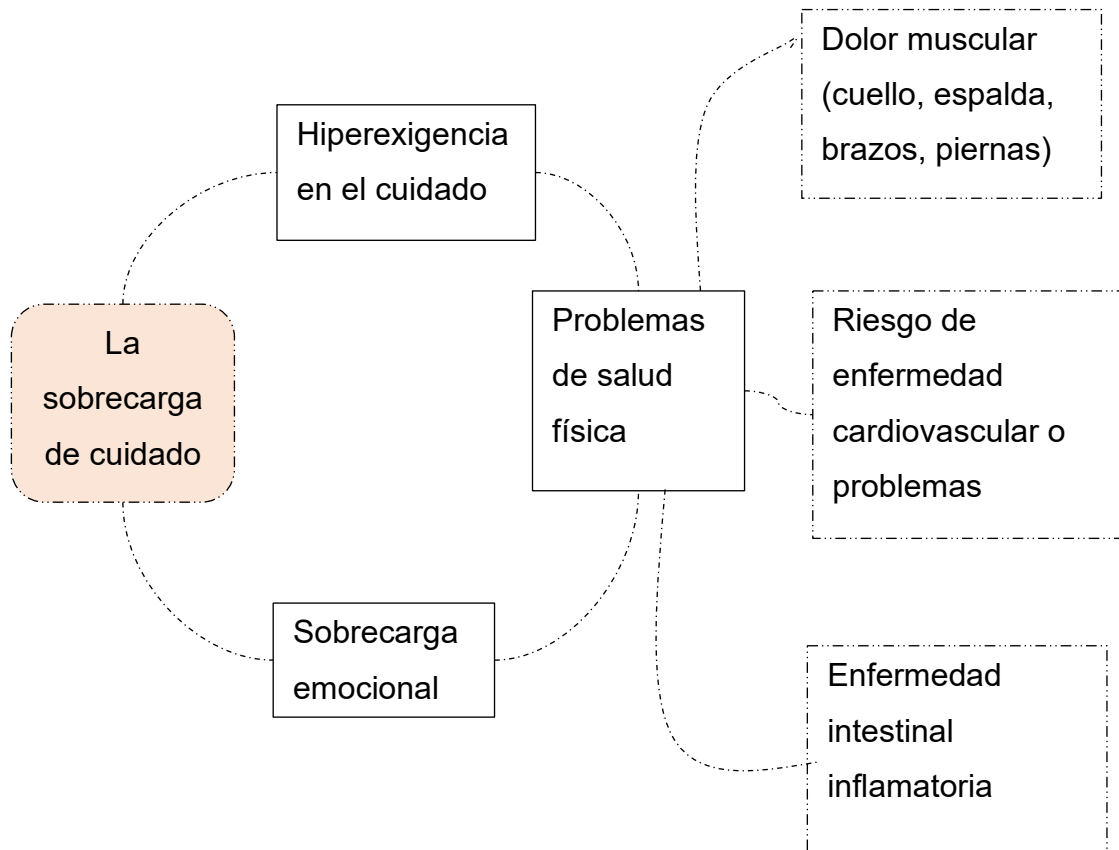 Dolor muscular
(cuello, espalda,
brazos, piernas)
Hiperexigencia
en el cuidado
La
sobrecarga
de cuidado
Problemas
de salud
física
Riesgo de
enfermedad
cardiovascular o
problemas
Sobrecarga
emocional
Enfermedad
intestinal
inflamatoria